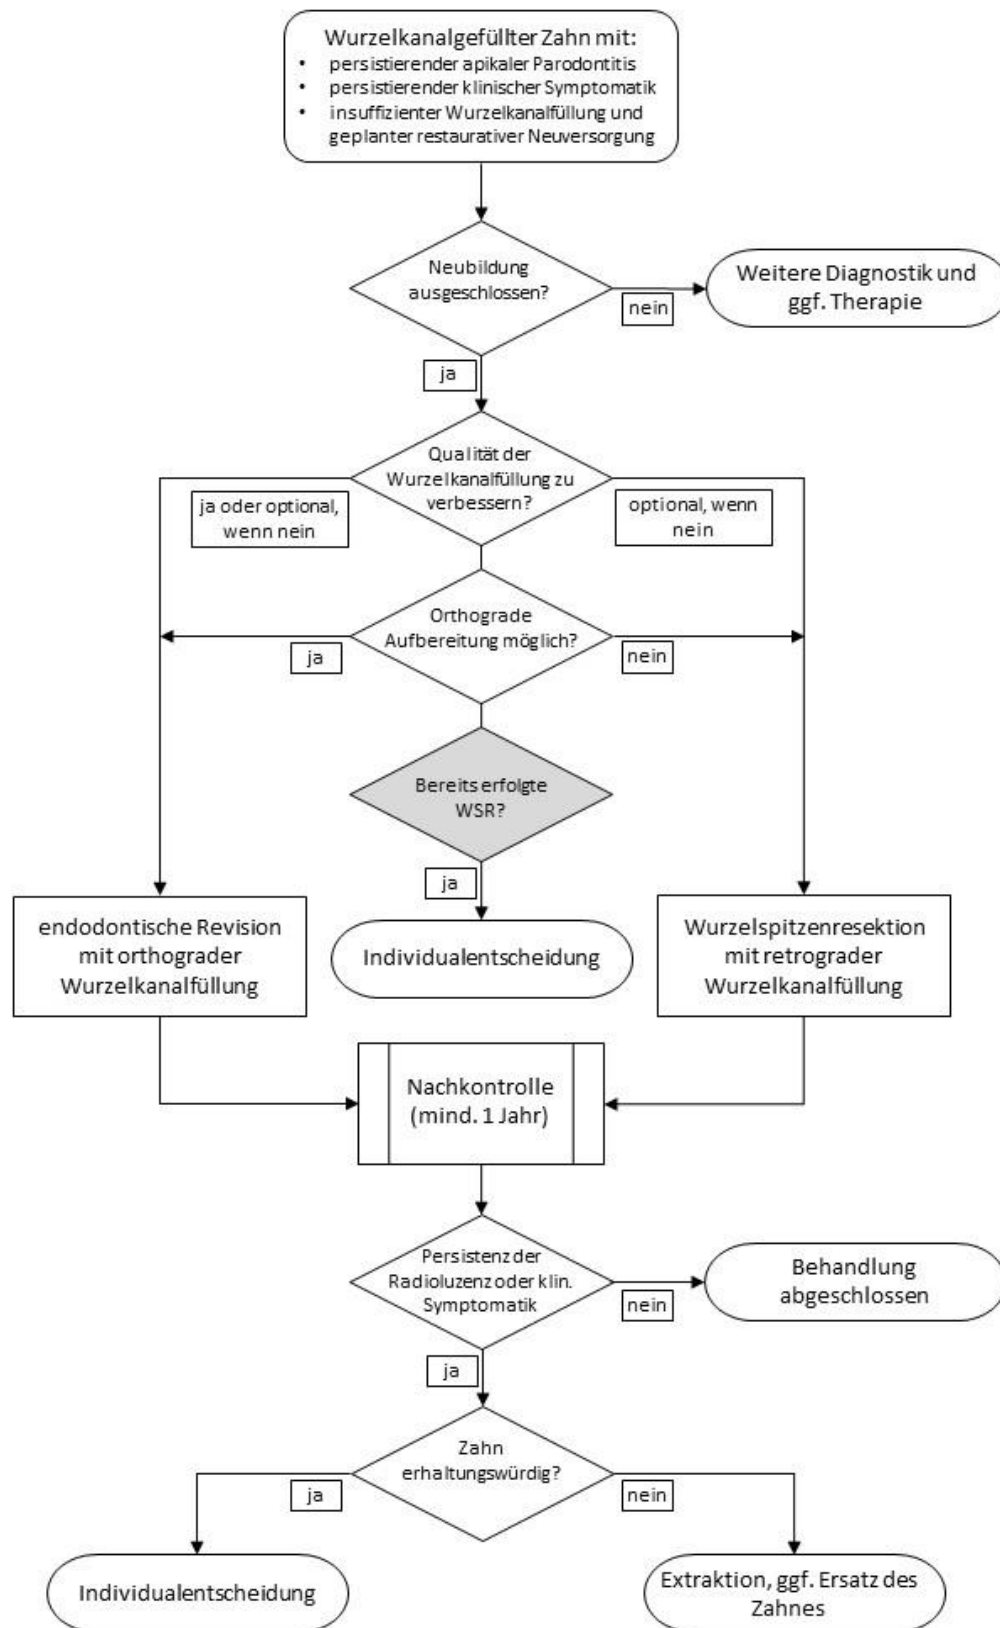 Wurzelkanalgefüllter Zahn mit:
• persistierender apikaler Parodontitis
• persistierender klinischer Symptomatik
• insuffizienter Wurzelkanalfüllung und
geplanter restaurativer Neuversorgung
Neubildung
ausgeschlossen?
nein
Weitere Diagnostik und
ggf. Therapie
ja
Qualität der
Wurzelkanalfüllung zu
verbessern?
ja oder optional,
wenn nein
optional, wenn
nein
Orthograde
Aufbereitung möglich?
ja
nein
Bereits erfolgte
WSR?
ja
endodontische Revision
mit orthograder
Wurzelkanalfüllung
Individualentscheidung
Wurzelspitzenresektion
mit retrograder
Wurzelkanalfüllung
Nachkontrolle
(mind. 1 Jahr)
Persistenz der
Radioluzenz oder klin.
Symptomatik
nein
Behandlung
abgeschlossen
ja
Zahn
erhaltungswürdig?
ja
nein
Individualentscheidung
Extraktion, ggf. Ersatz des
Zahnes